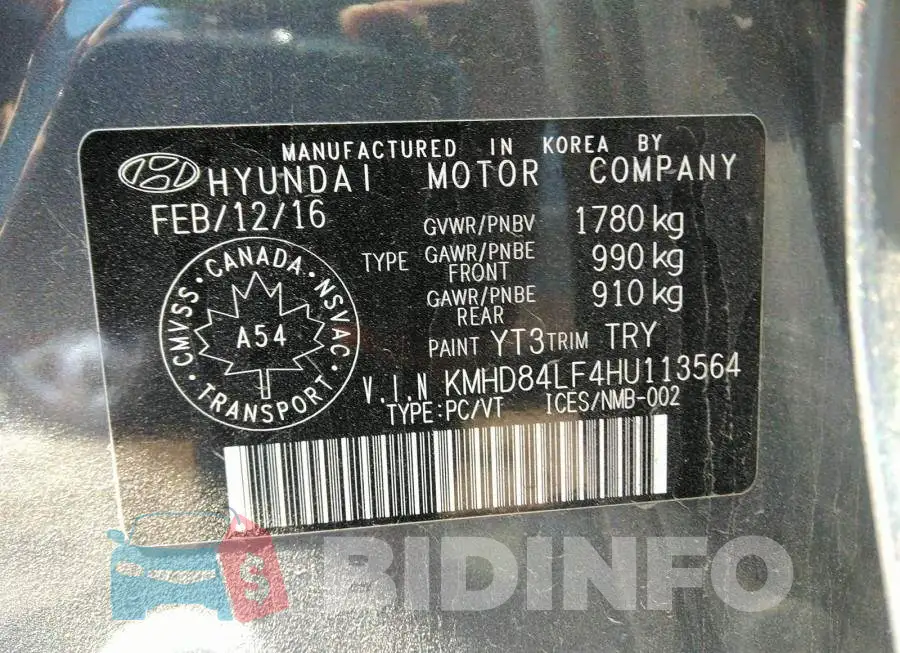 MANUFACTURED IN KOREA BY
HYUNDAI MOTOR COMPANY
FEB/12/16
GVWR/PNBV 1780 kg
TYPE GAWR/PNBE FRONT 990 kg
GAWR/PNBE REAR 910 kg
PAINT YT3 TRIM TRY
V.I.N KMHD84LF4HU113564
TYPE:PC/VT ICES/NMB-002
CMVSS · CANADA · NSVAC · TRANSPORT ·
A54
$ BIDINFO